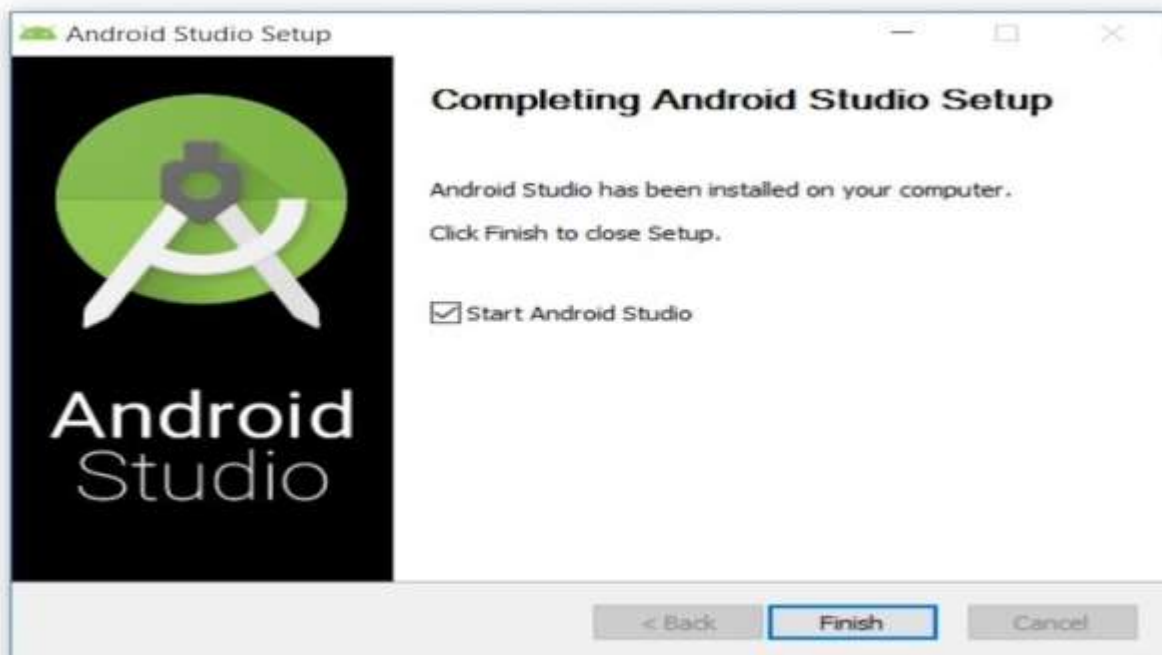 Android Studio Setup
Completing Android Studio Setup
Android Studio has been installed on your computer.
Click Finish to close Setup.
Start Android Studio
Android
Studio
< Back
Finish
Cancel